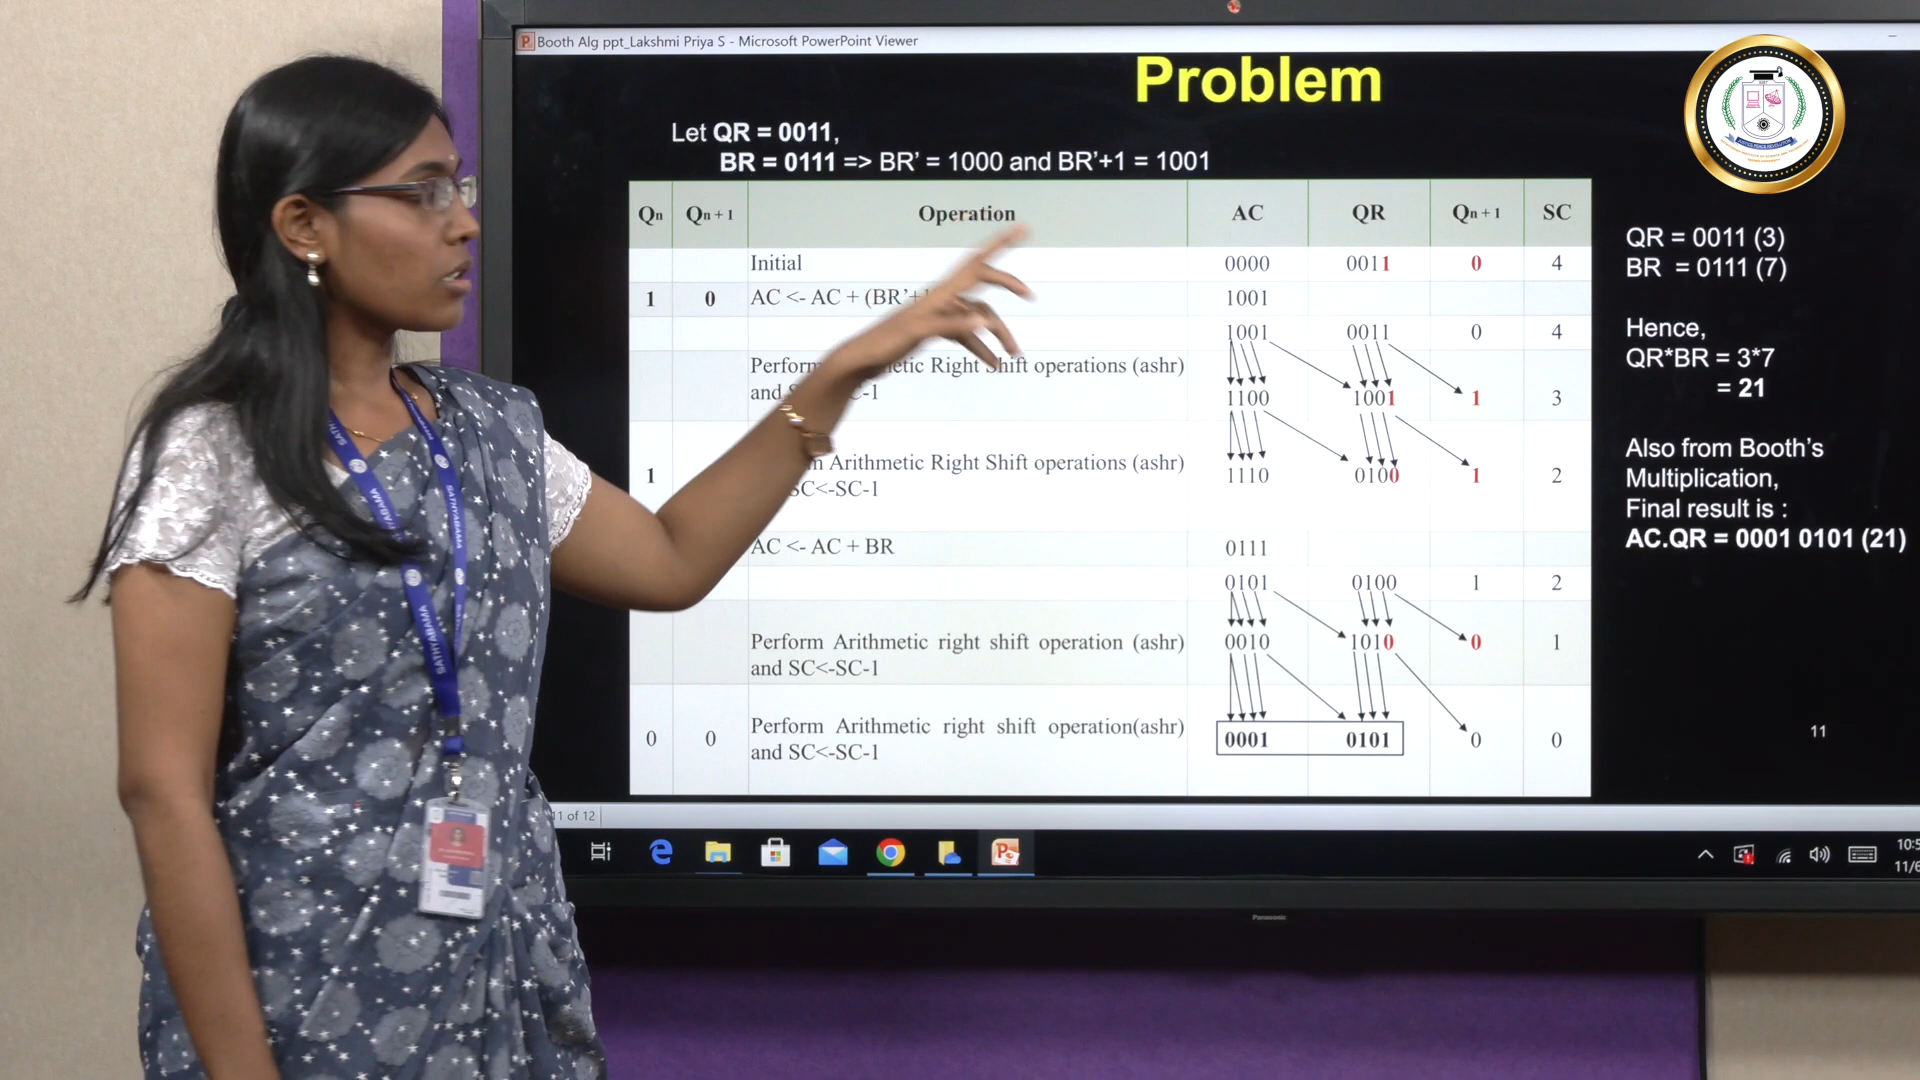 Booth Alg ppt_Lakshmi Priya S - Microsoft PowerPoint Viewer
Problem
Let QR = 0011,
BR = 0111 => BR' = 1000 and BR'+1 = 1001
Qn Qn + 1 Operation AC QR Qn + 1 SC
Initial 0000 0011 0 4
1 0 AC <- AC + (BR'+ 1001
1001 0011 0 4
Perform Right Shift operations (ashr)
and 1100 1001 1 3
1 Arithmetic Right Shift operations (ashr)
SC<-SC-1 1110 0100 1 2
AC <- AC + BR 0111
0101 0100 1 2
Perform Arithmetic right shift operation (ashr)
and SC<-SC-1 0010 1010 0 1
Perform Arithmetic right shift operation(ashr)
and SC<-SC-1
0 0 0001 0101 0 0
QR = 0011 (3)
BR = 0111 (7)
Hence,
QR*BR = 3*7
= 21
Also from Booth's
Multiplication,
Final result is :
AC.QR = 0001 0101 (21)
11
11 of 12
Panasonic
SATHYABAMA
SATHYABAMA
SATHYABAMA